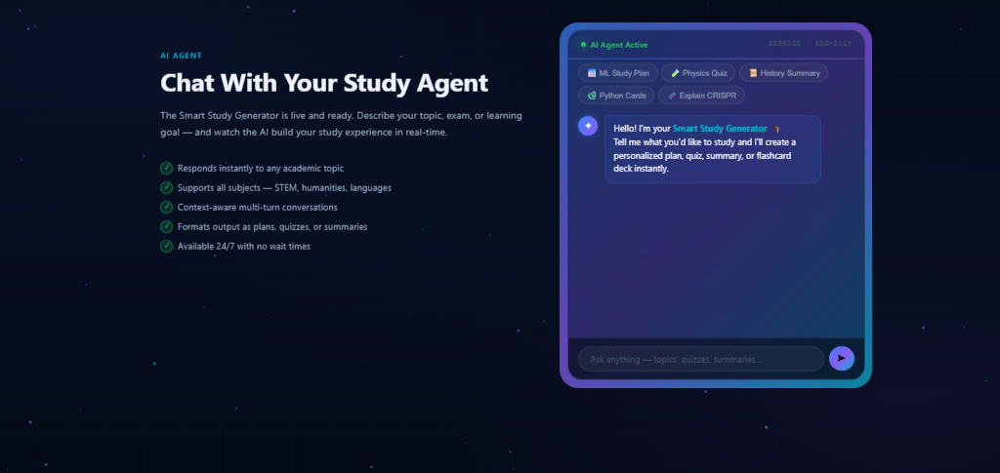 AI AGENT
Chat With Your Study Agent
The Smart Study Generator is live and ready. Describe your topic, exam, or learning
goal — and watch the AI build your study experience in real-time.
Responds instantly to any academic topic
Supports all subjects — STEM, humanities, languages
Context-aware multi-turn conversations
Formats output as plans, quizzes, or summaries
Available 24/7 with no wait times
AI Agent Active
SESSION · SSG-2025
ML Study Plan
Physics Quiz
History Summary
Python Cards
Explain CRISPR
Hello! I'm your Smart Study Generator
Tell me what you'd like to study and I'll create a
personalized plan, quiz, summary, or flashcard
deck instantly.
Ask anything — topics, quizzes, summaries...